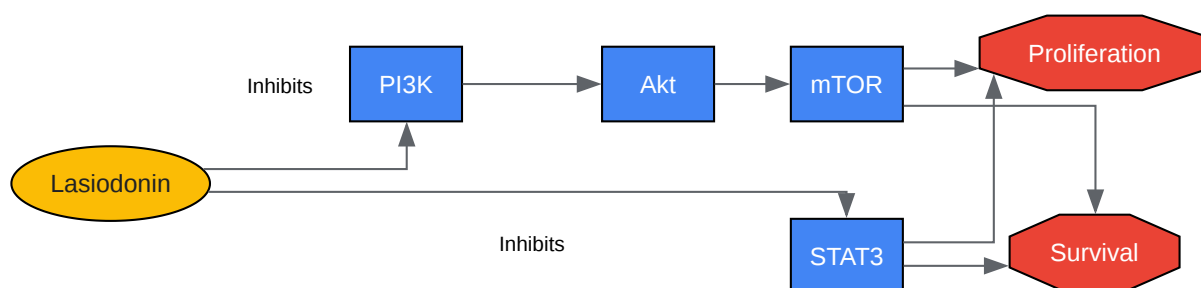 Proliferation
Inhibits
PI3K
Akt
mTOR
Lasiodonin
Inhibits
STAT3
Survival